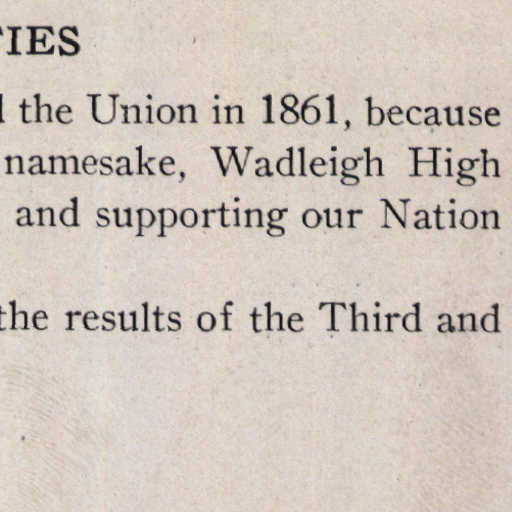 TIES
the Union in 1861, because
namesake, Wadleigh High
and supporting our Nation
the results of the Third and